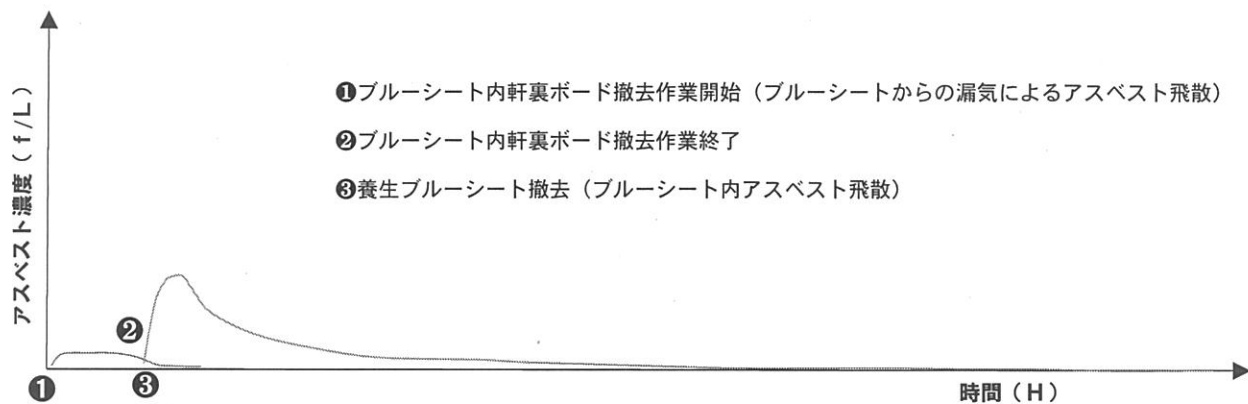 ❶ブルーシート内軒裏ボード撤去作業開始（ブルーシートからの漏気によるアスベスト飛散）
❷ブルーシート内軒裏ボード撤去作業終了
❸養生ブルーシート撤去（ブルーシート内アスベスト飛散）
アスベスト濃度（f/L）
❷
❶
❸
時間（H）